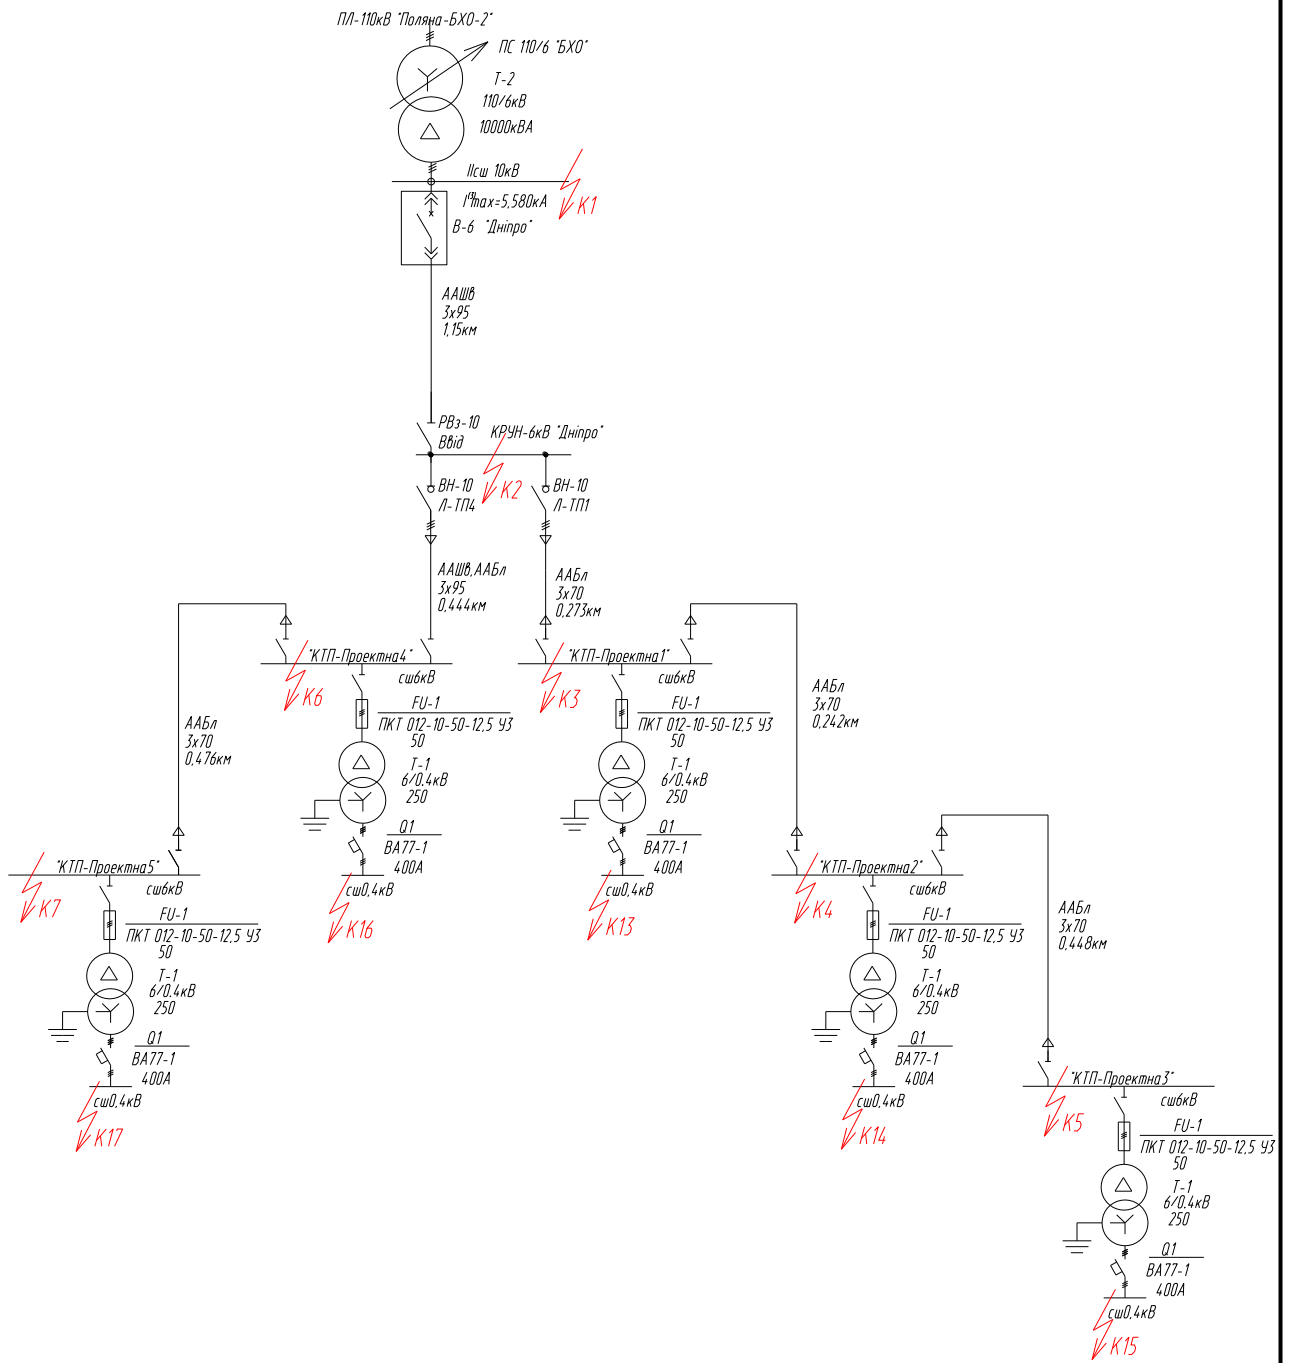 ПЛ-110кВ "Поляна-БХО-2"
ПС 110/6 "БХО"
Т-2
110/6кВ
10000кВА
IIсш 10кВ
I⁽³⁾max=5,580кА
К1
В-6 "Дніпро"
ААШв
3х95
1,15км
РВз-10
Ввід
КРУН-6кВ "Дніпро"
К2
ВН-10
Л-ТП4
ВН-10
Л-ТП1
ААШв,ААБл
3х95
0,444км
ААБл
3х70
0,273км
"КТП-Проектна4"
сш6кВ
К6
FU-1
ПКТ 012-10-50-12,5 У3
50
Т-1
6/0.4кВ
250
Q1
ВА77-1
400А
сш0,4кВ
К16
"КТП-Проектна1"
сш6кВ
К3
FU-1
ПКТ 012-10-50-12,5 У3
50
Т-1
6/0.4кВ
250
Q1
ВА77-1
400А
сш0,4кВ
К13
ААБл
3х70
0,476км
ААБл
3х70
0,242км
"КТП-Проектна5"
сш6кВ
К7
FU-1
ПКТ 012-10-50-12,5 У3
50
Т-1
6/0.4кВ
250
Q1
ВА77-1
400А
сш0,4кВ
К17
"КТП-Проектна2"
сш6кВ
К4
FU-1
ПКТ 012-10-50-12,5 У3
50
Т-1
6/0.4кВ
250
Q1
ВА77-1
400А
сш0,4кВ
К14
ААБл
3х70
0,448км
"КТП-Проектна3"
сш6кВ
К5
FU-1
ПКТ 012-10-50-12,5 У3
50
Т-1
6/0.4кВ
250
Q1
ВА77-1
400А
сш0,4кВ
К15